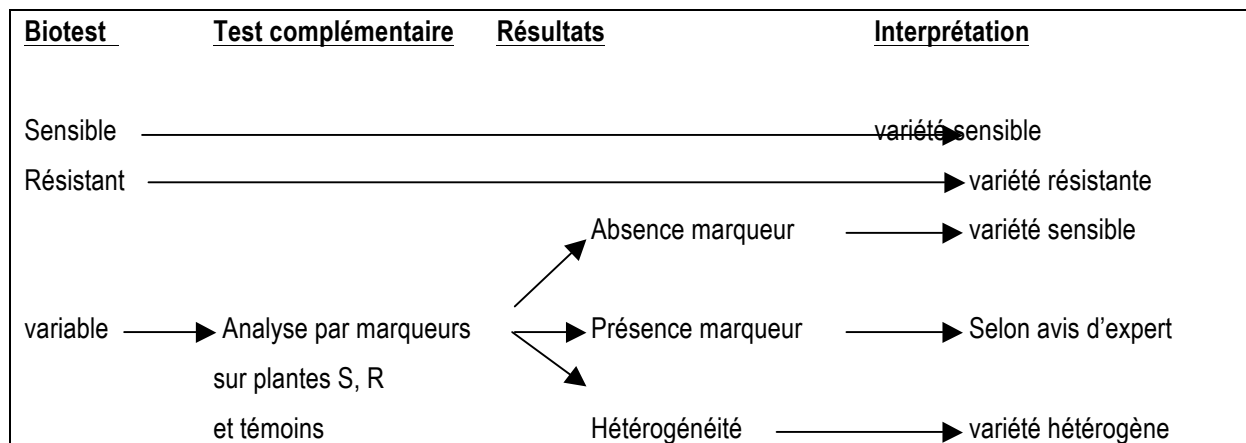 Biotest Test complémentaire Résultats Interprétation
Sensible variété sensible
Résistant variété résistante
Absence marqueur variété sensible
variable Analyse par marqueurs Présence marqueur Selon avis d’expert
sur plantes S, R
et témoins Hétérogénéité variété hétérogène